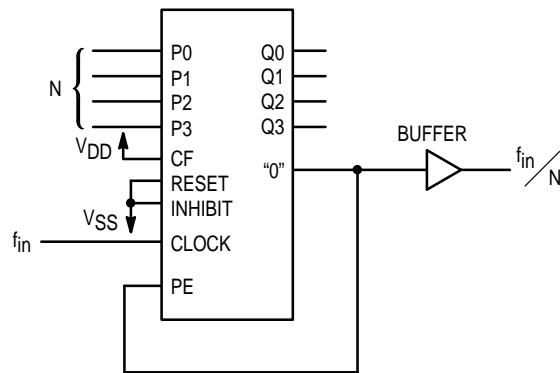 P0 Q0
P1 Q1
N
P2 Q2
P3 Q3
BUFFER
VDD
CF
"0"
fin/N
RESET
INHIBIT
VSS
fin
CLOCK
PE